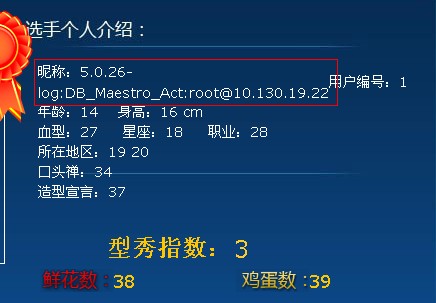 选手个人介绍：
昵称：5.0.26-
log:DB_Maestro_Act:root@10.130.19.22
用户编号：1
年龄：14 身高：16 cm
血型：27 星座：18 职业：28
所在地区：19 20
口头禅：34
造型宣言：37
型秀指数：3
鲜花数：38 鸡蛋数：39